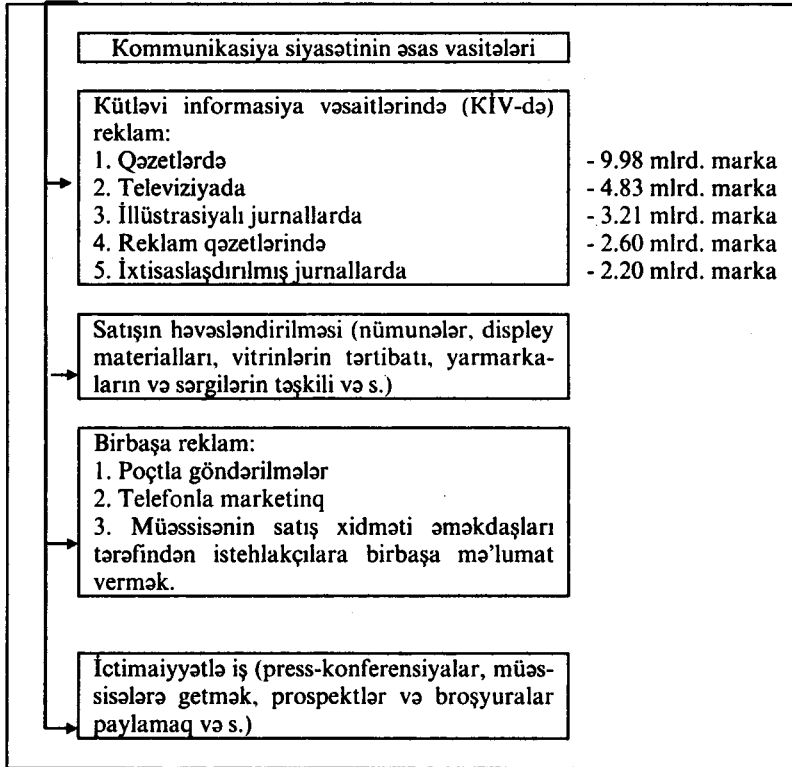 Kommunikasiya siyasətinin əsas vasitələri
Kütləvi informasiya vəsaitlərində (KİV-də)
reklam:
1. Qəzetlərdə - 9.98 mlrd. marka
2. Televiziyada - 4.83 mlrd. marka
3. İllüstrasiyalı jurnallarda - 3.21 mlrd. marka
4. Reklam qəzetlərində - 2.60 mlrd. marka
5. İxtisaslaşdırılmış jurnallarda - 2.20 mlrd. marka
Satışın həvəsləndirilməsi (nümunələr, displey
materialları, vitrinlərin tərtibatı, yarmarka-
ların və sərgilərin təşkili və s.)
Birbaşa reklam:
1. Poçtla göndərilmələr
2. Telefonla marketinq
3. Müəssisənin satış xidməti əməkdaşları
tərəfindən istehlakçılara birbaşa mə'lumat
vermək.
İctimaiyyətlə iş (press-konferensiyalar, müəs-
sisələrə getmək, prospektlər və broşyuralar
paylamaq və s.)